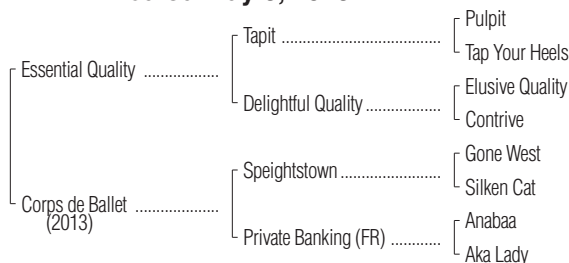 Pulpit
Tapit ........................................
Tap Your Heels
Essential Quality ...................
Elusive Quality
Delightful Quality ...................
Contrive
Gone West
Speightstown .........................
Silken Cat
Corps de Ballet .....................
(2013)
Anabaa
Private Banking (FR) ............
Aka Lady